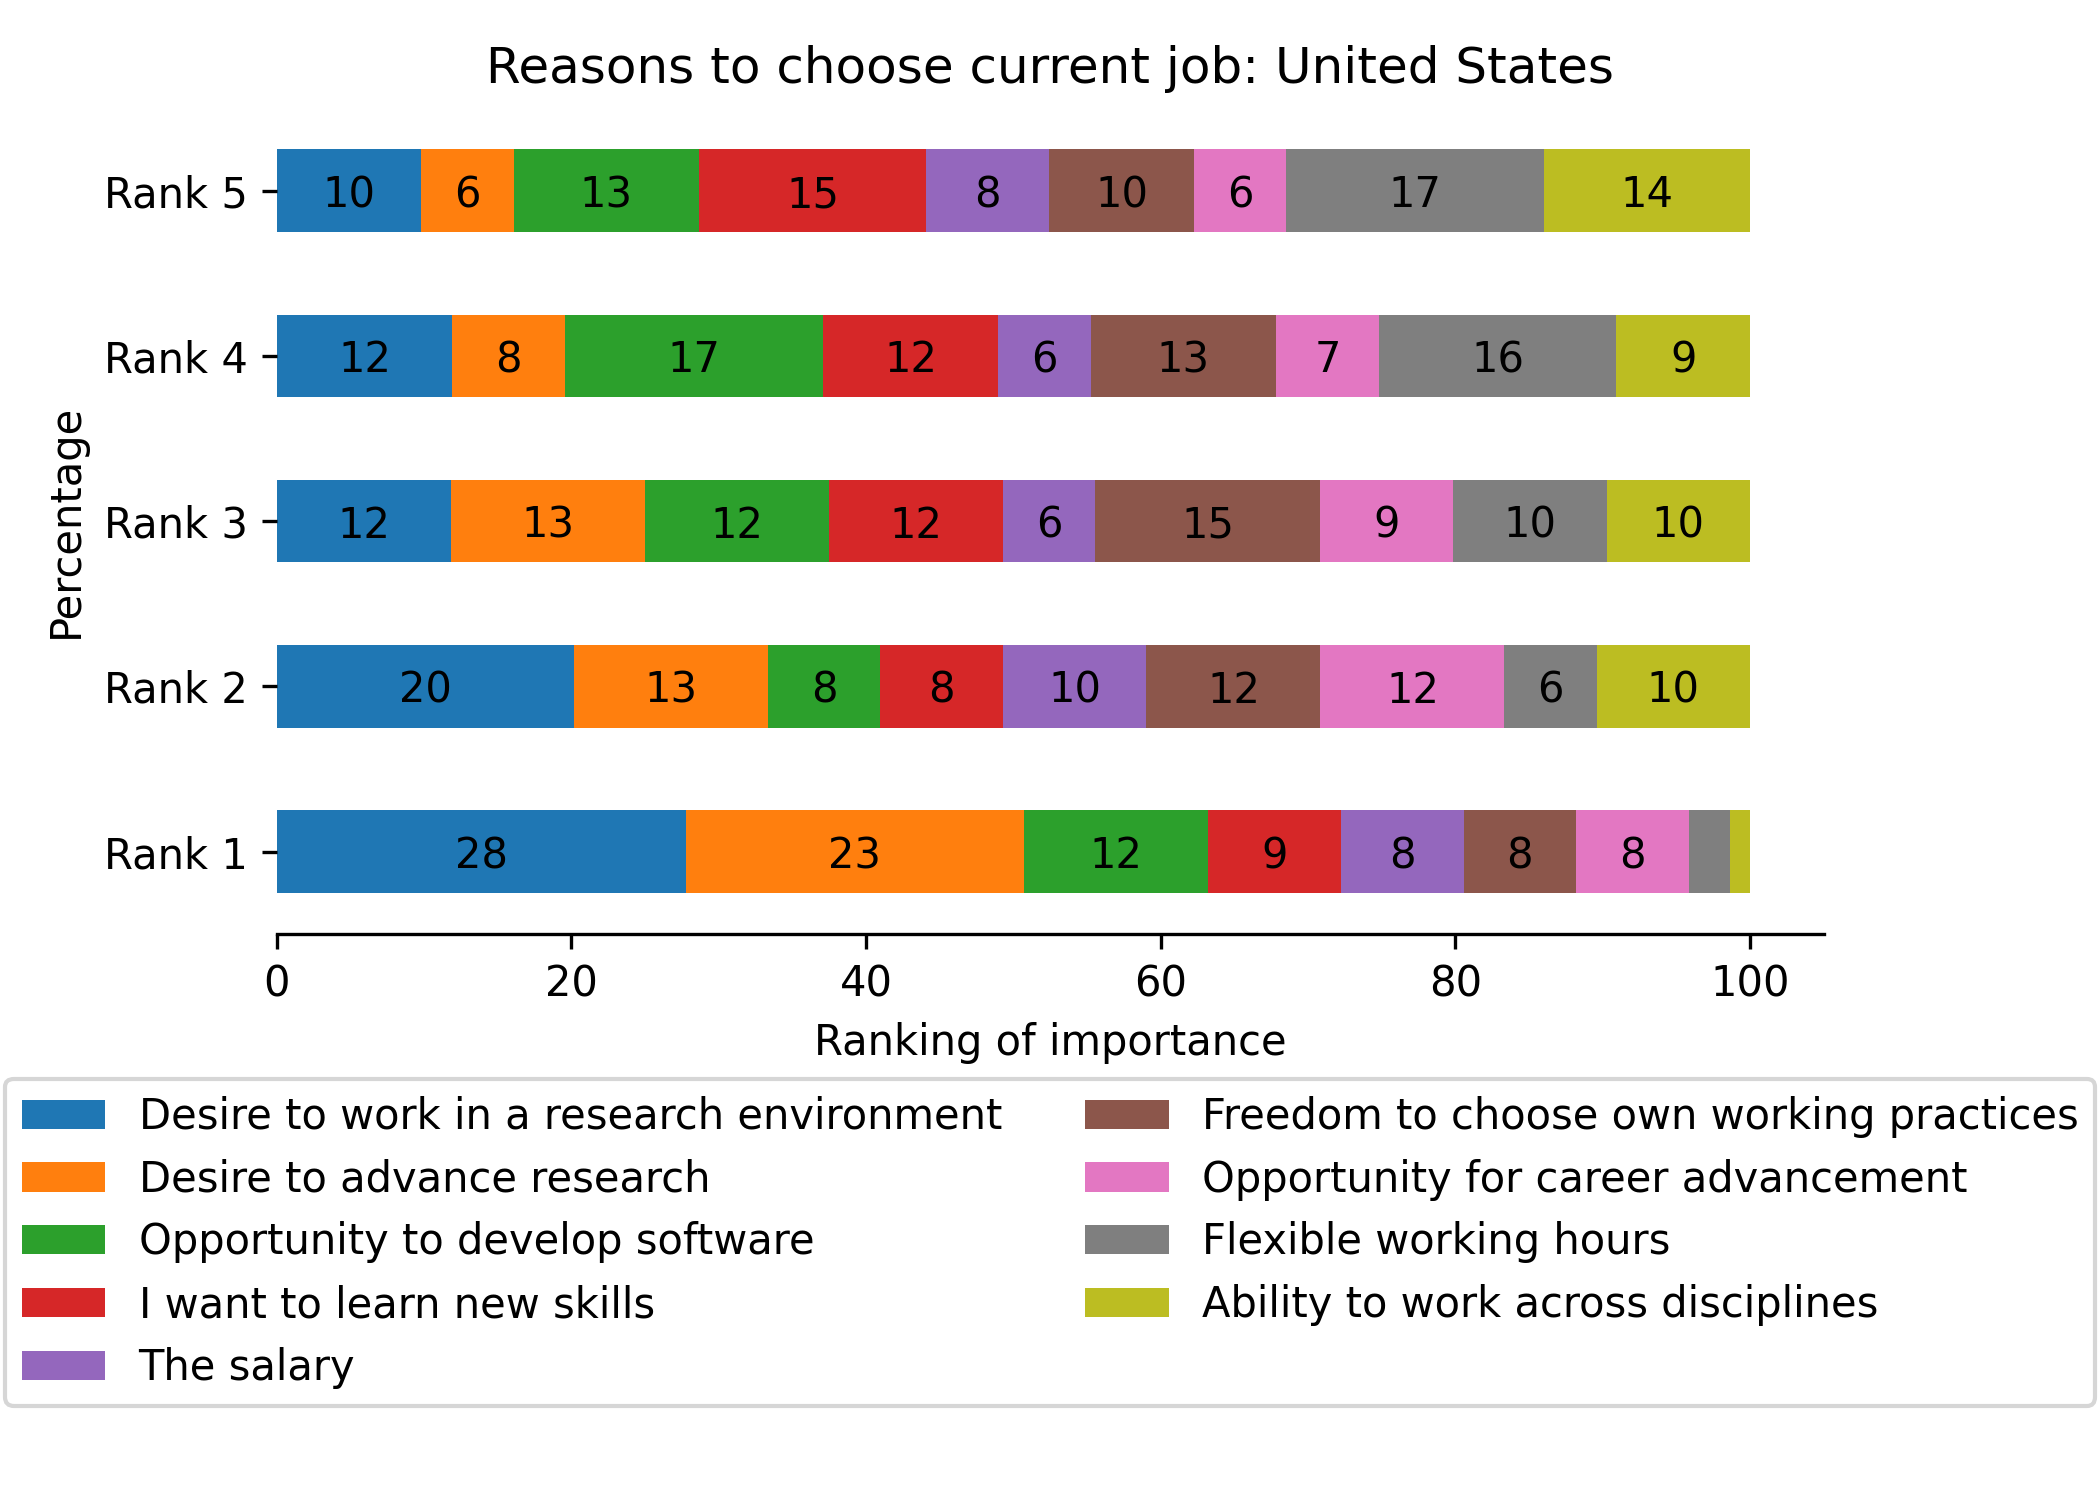 Reasons to choose current job: United States
Rank 5 10 6 13 15 8 10 6 17 14
Rank 4 12 8 17 12 6 13 7 16 9
Rank 3 12 13 12 12 6 15 9 10 10
Rank 2 20 13 8 8 10 12 12 6 10
Rank 1 28 23 12 9 8 8 8
Percentage
0 20 40 60 80 100
Ranking of importance
Desire to work in a research environment
Desire to advance research
Opportunity to develop software
I want to learn new skills
The salary
Freedom to choose own working practices
Opportunity for career advancement
Flexible working hours
Ability to work across disciplines